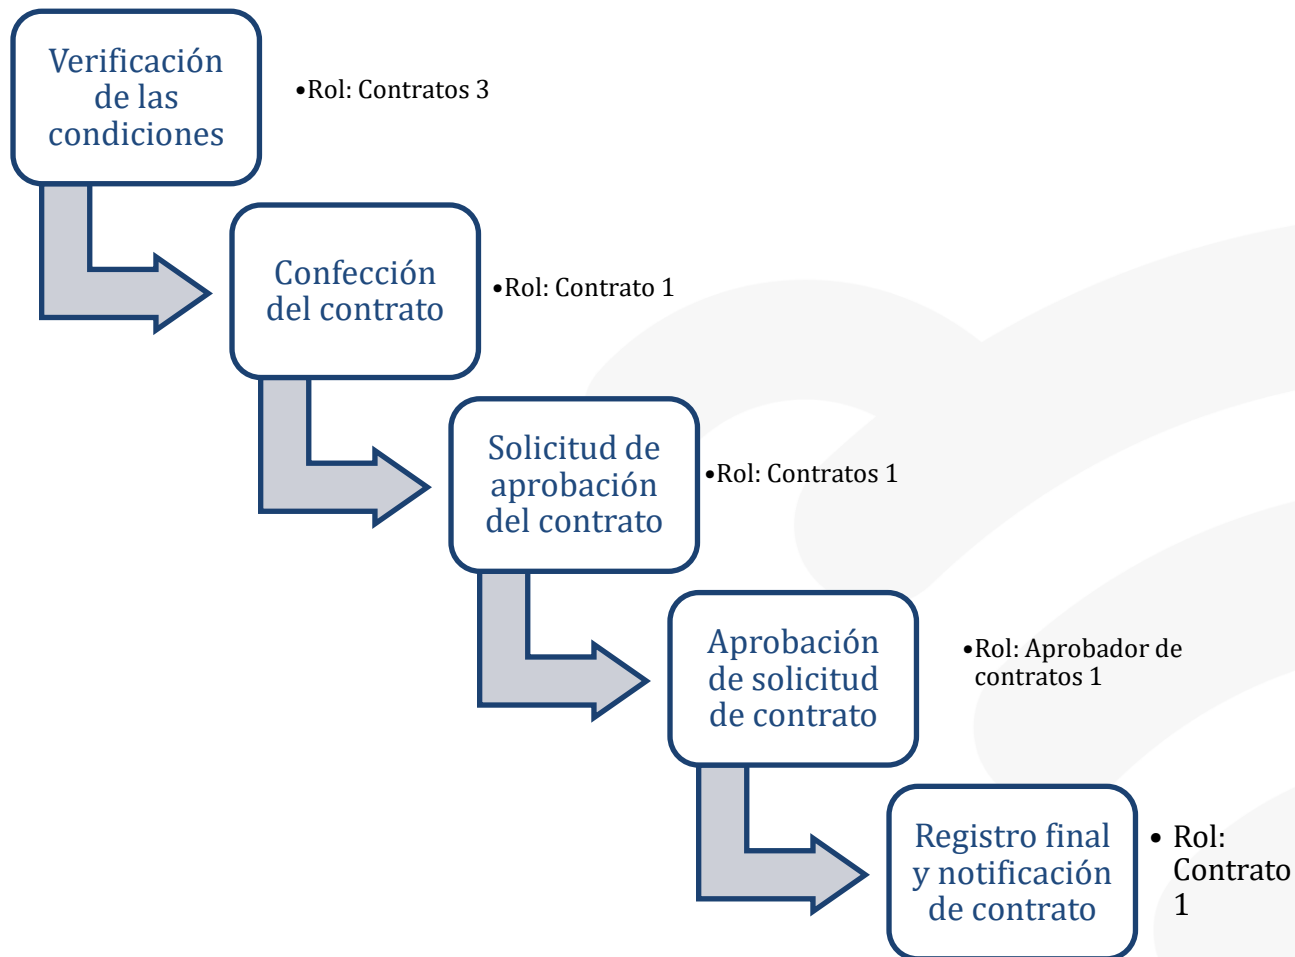 Verificación
de las
condiciones
•Rol: Contratos 3
Confección
del contrato
•Rol: Contrato 1
Solicitud de
aprobación
del contrato
•Rol: Contratos 1
Aprobación
de solicitud
de contrato
•Rol: Aprobador de
contratos 1
Registro final
y notificación
de contrato
• Rol:
Contrato
1